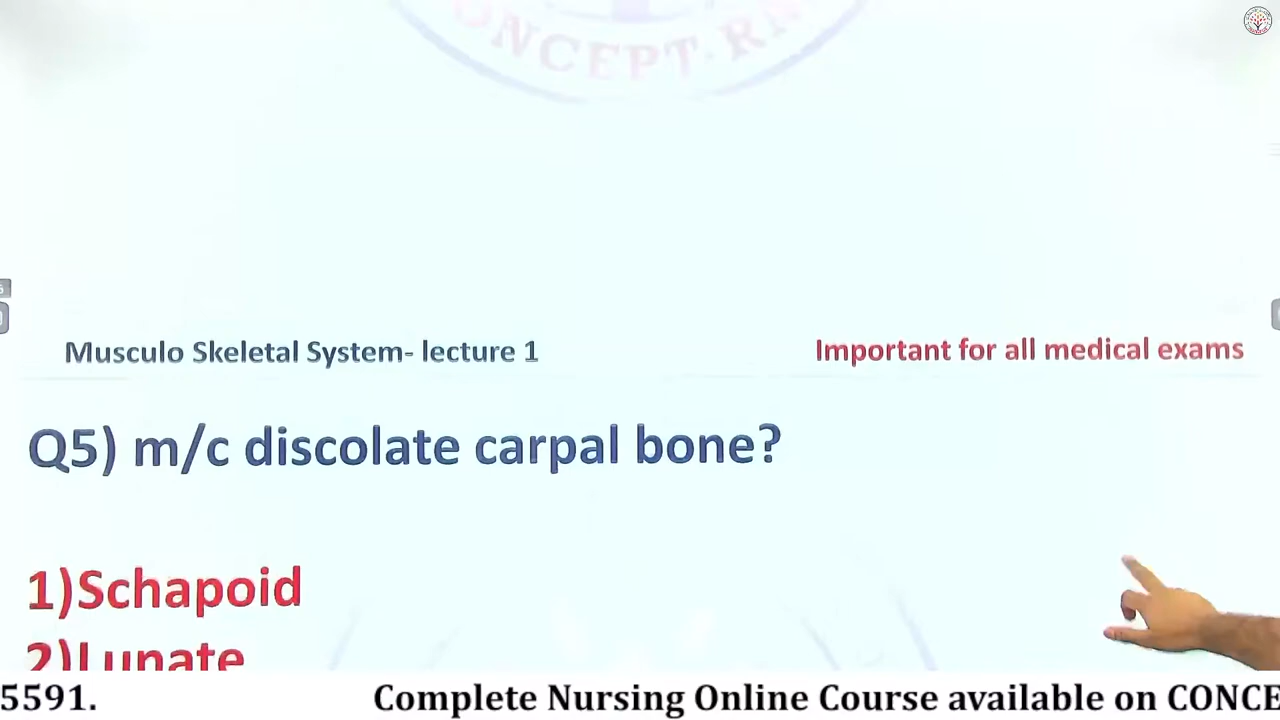 ONCEPT R
Musculo Skeletal System- lecture 1
Important for all medical exams
Q5) m/c discolate carpal bone?
1)Schapoid
2)Lunate
5591.
Complete Nursing Online Course available on CONCE